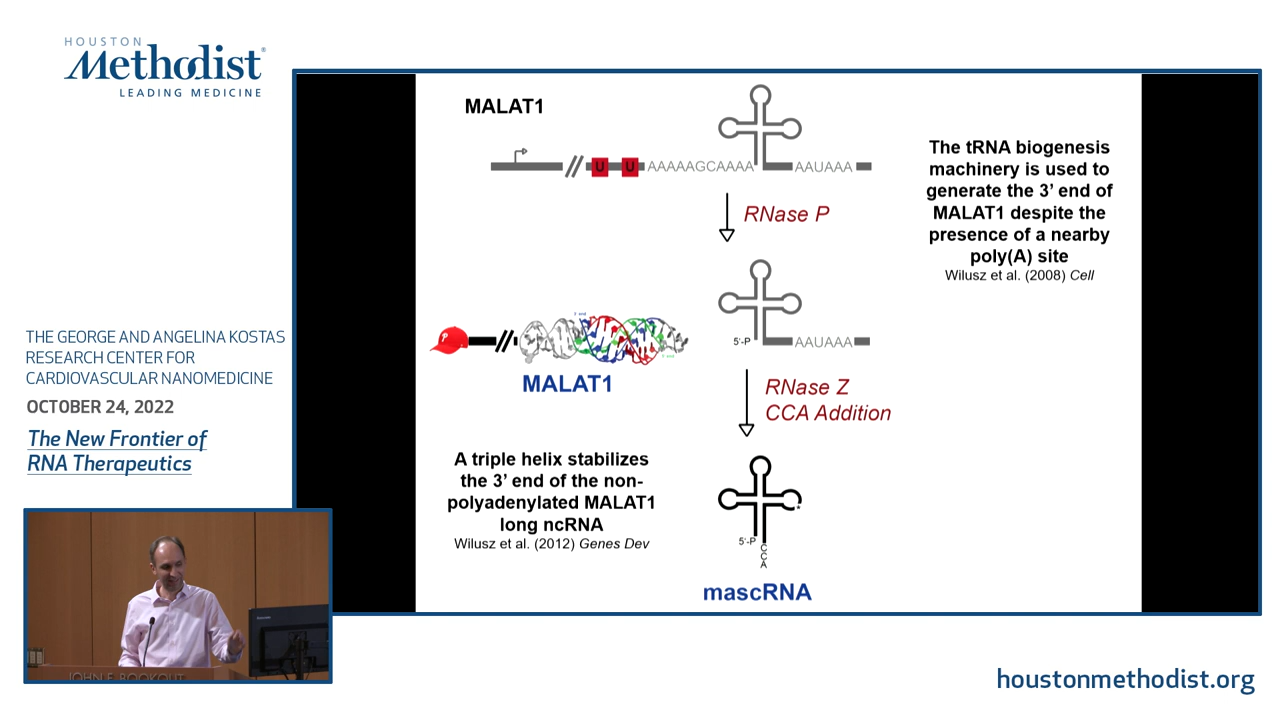 HOUSTON
Methodist
LEADING MEDICINE
THE GEORGE AND ANGELINA KOSTAS
RESEARCH CENTER FOR
CARDIOVASCULAR NANOMEDICINE
OCTOBER 24, 2022
The New Frontier of
RNA Therapeutics
MALAT1
U U AAAAAGCAAAA AAUAAA
RNase P
The tRNA biogenesis
machinery is used to
generate the 3' end of
MALAT1 despite the
presence of a nearby
poly(A) site
Wilusz et al. (2008) Cell
P
5'-P AAUAAA
MALAT1
RNase Z
CCA Addition
A triple helix stabilizes
the 3' end of the non-
polyadenylated MALAT1
long ncRNA
Wilusz et al. (2012) Genes Dev
5'-P
C
C
A
mascRNA
JOHN F. BOOKOUT
houstonmethodist.org